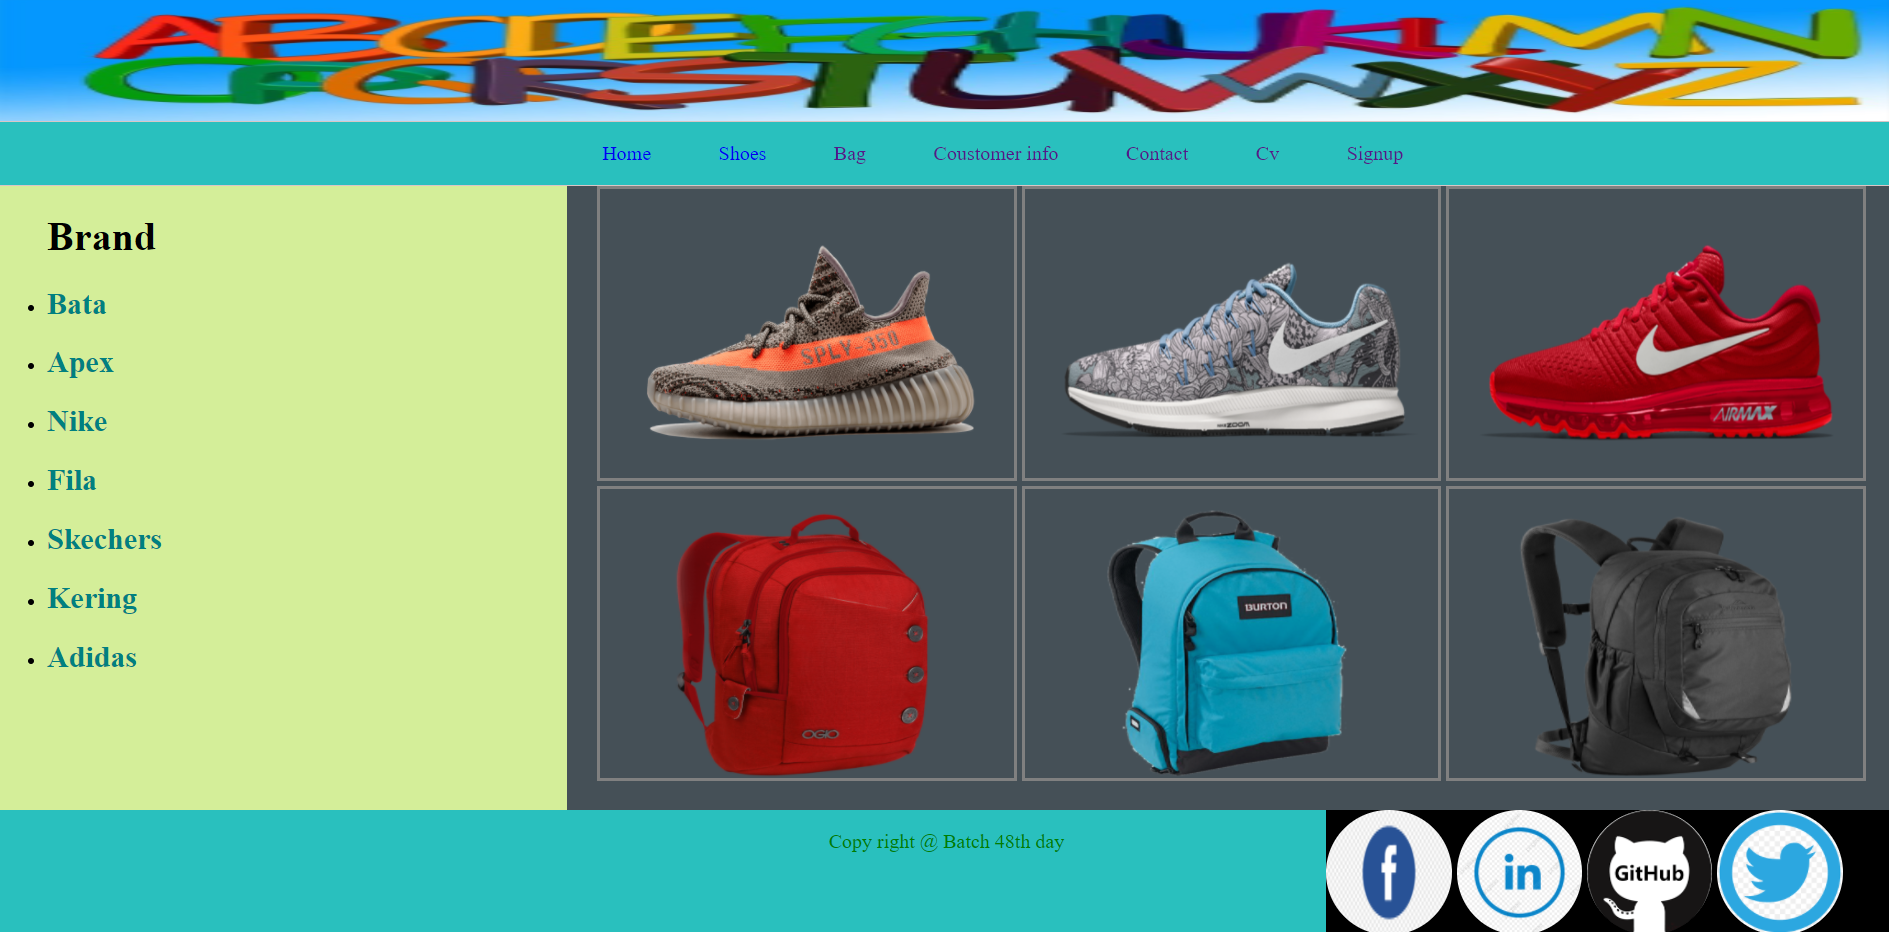 ABCDEFGHIJKLMN
OPQRSTUVWXYZ
Home Shoes Bag Coustomer info Contact Cv Signup
Brand
Bata
Apex
Nike
Fila
Skechers
Kering
Adidas
SPLY-350
ZOOM
AIRMAX
OGIO
BURTON
Copy right @ Batch 48th day
f
in
GitHub